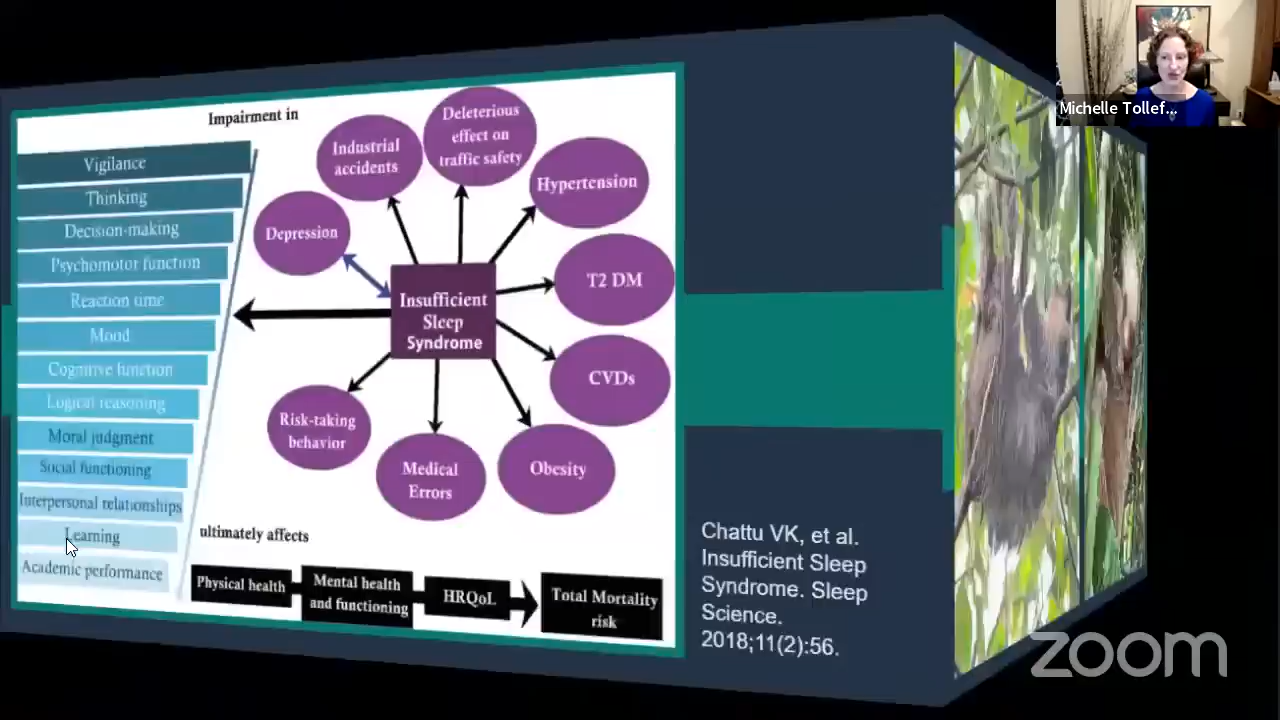 Michelle Tollef...
Impairment in
Vigilance
Thinking
Decision-making
Psychomotor function
Reaction time
Mood
Cognitive function
Logical reasoning
Moral judgment
Social functioning
Interpersonal relationships
Learning
Academic performance
Depression
Industrial
accidents
Deleterious
effect on
traffic safety
Hypertension
T2 DM
CVDs
Obesity
Medical
Errors
Risk-taking
behavior
Insufficient
Sleep
Syndrome
ultimately affects
Physical health
Mental health
and functioning
HRQoL
Total Mortality
risk
Chattu VK, et al.
Insufficient Sleep
Syndrome. Sleep
Science.
2018;11(2):56.
zoom